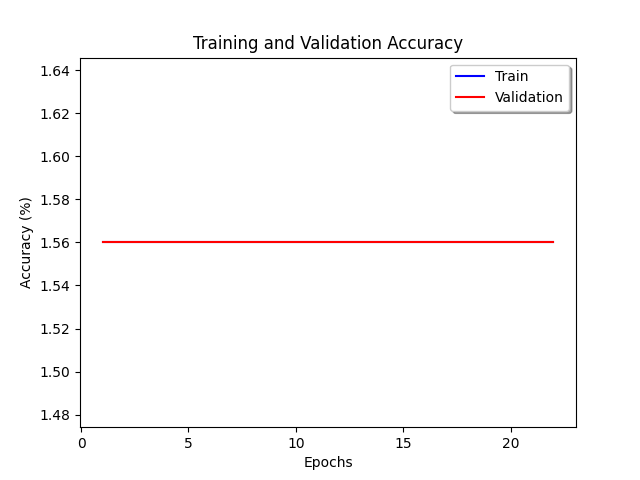 Training and Validation Accuracy
Train
Validation
Accuracy (%)
1.64
1.62
1.60
1.58
1.56
1.54
1.52
1.50
1.48
0 5 10 15 20
Epochs